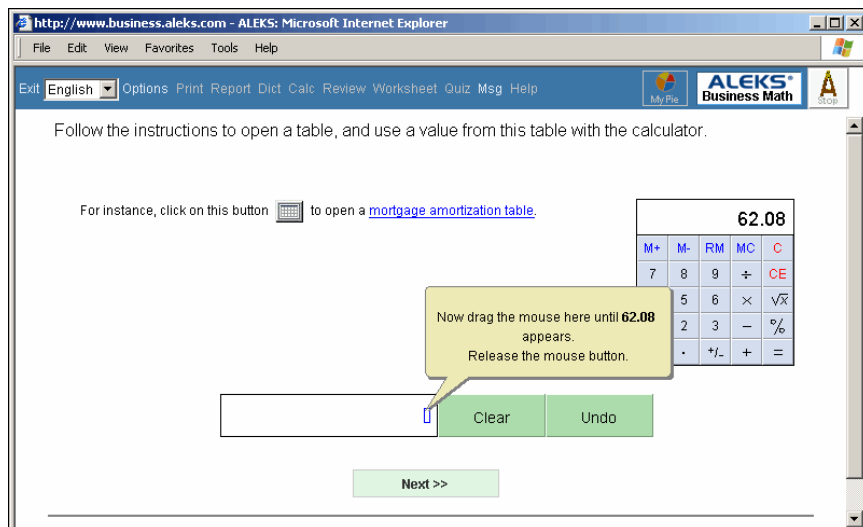 http://www.business.aleks.com - ALEKS: Microsoft Internet Explorer
File Edit View Favorites Tools Help
Exit English Options Print Report Dict Calc Review Worksheet Quiz Msg Help
My Pie
ALEKS®
Business Math
A
Stop
Follow the instructions to open a table, and use a value from this table with the calculator.
For instance, click on this button to open a mortgage amortization table.
62.08
M+ M- RM MC C
7 8 9 ÷ CE
5 6 × √x
2 3 − %
· +/- + =
Now drag the mouse here until 62.08
appears.
Release the mouse button.
Clear Undo
Next >>